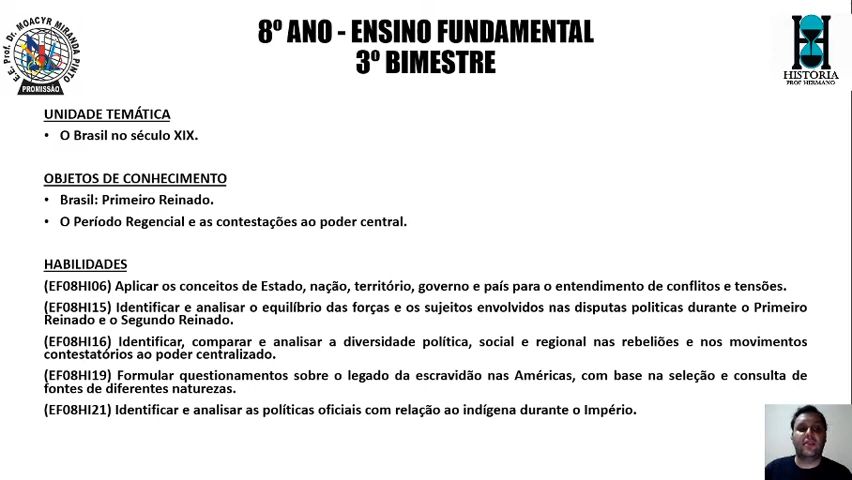 8º ANO - ENSINO FUNDAMENTAL
3º BIMESTRE
E.E. Prof. Dr. MOACYR MIRANDA PINTO
PROMISSÃO
HISTORIA
PROF HERMANO
UNIDADE TEMÁTICA
• O Brasil no século XIX.
OBJETOS DE CONHECIMENTO
• Brasil: Primeiro Reinado.
• O Período Regencial e as contestações ao poder central.
HABILIDADES
(EF08HI06) Aplicar os conceitos de Estado, nação, território, governo e país para o entendimento de conflitos e tensões.
(EF08HI15) Identificar e analisar o equilíbrio das forças e os sujeitos envolvidos nas disputas politicas durante o Primeiro
Reinado e o Segundo Reinado.
(EF08HI16) Identificar, comparar e analisar a diversidade política, social e regional nas rebeliões e nos movimentos
contestatórios ao poder centralizado.
(EF08HI19) Formular questionamentos sobre o legado da escravidão nas Américas, com base na seleção e consulta de
fontes de diferentes naturezas.
(EF08HI21) Identificar e analisar as políticas oficiais com relação ao indígena durante o Império.